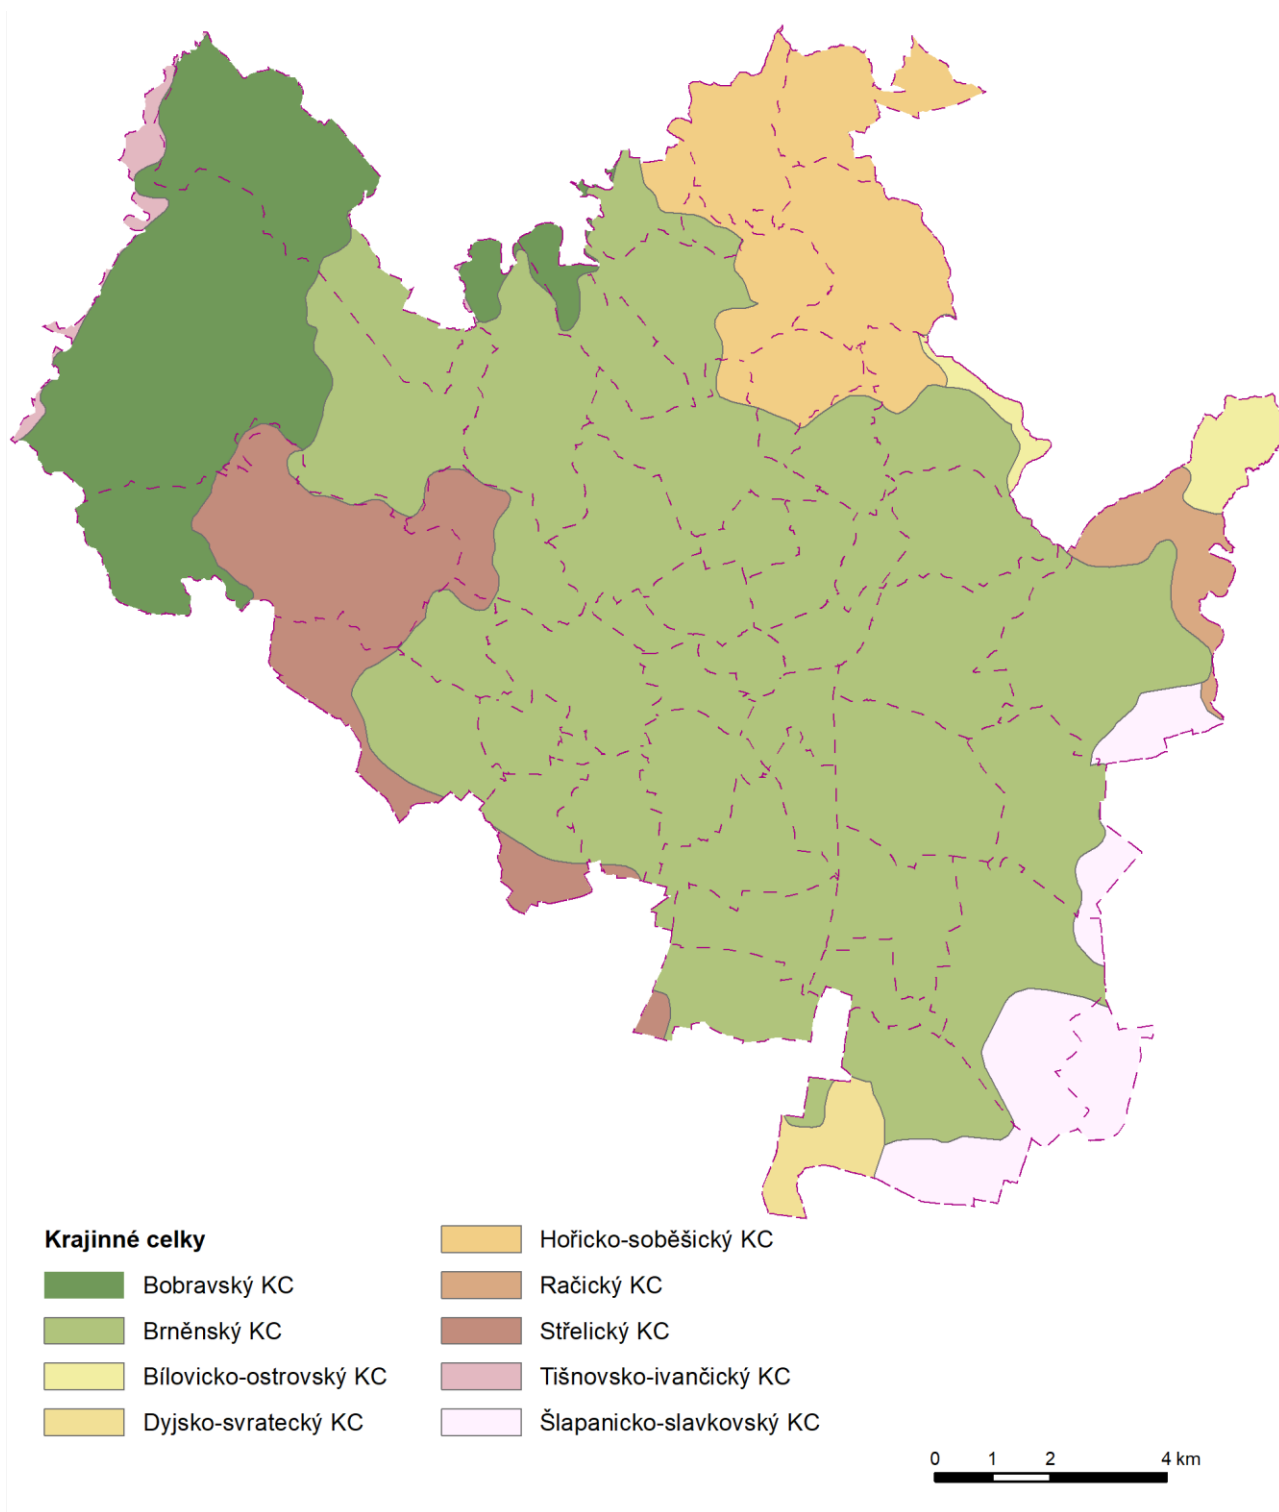 Krajinné celky
Bobravský KC
Brněnský KC
Bílovicko-ostrovský KC
Dyjsko-svratecký KC
Hořicko-soběšický KC
Račický KC
Střelický KC
Tišnovsko-ivančický KC
Šlapanicko-slavkovský KC
0 1 2 4 km